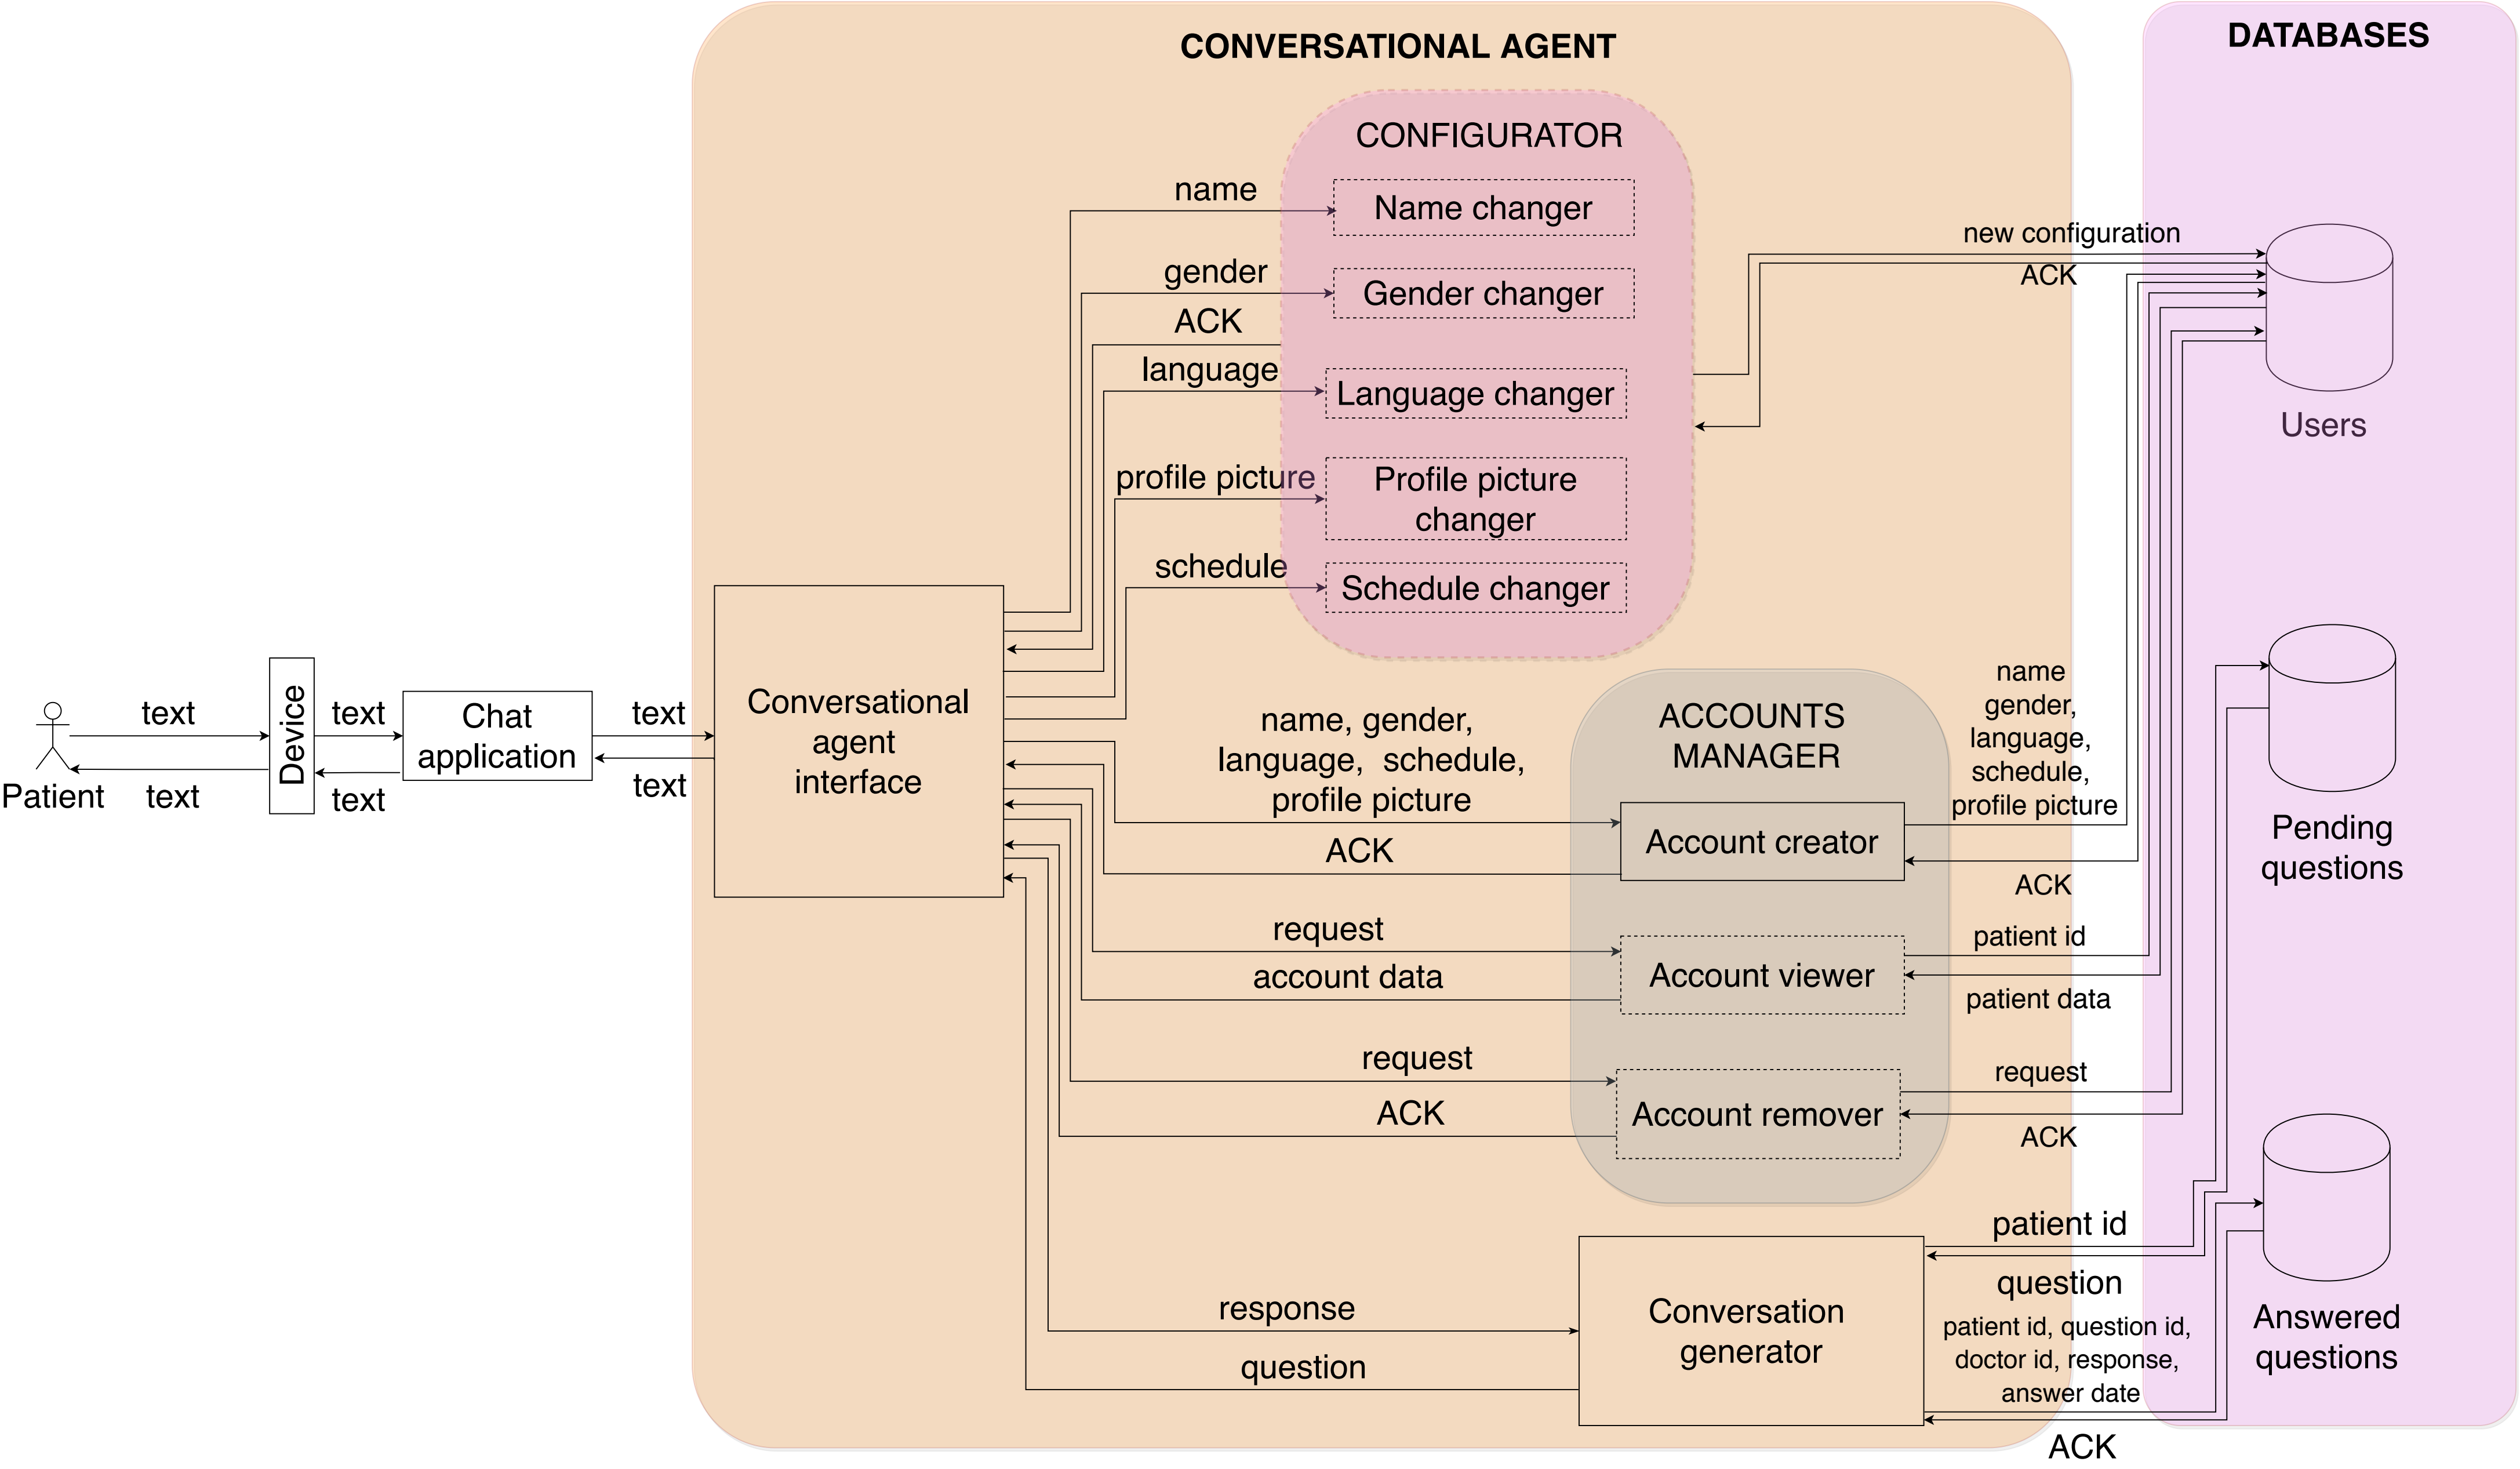 CONVERSATIONAL AGENT
DATABASES
CONFIGURATOR
name
Name changer
gender
Gender changer
ACK
language
Language changer
profile picture
Profile picture
changer
schedule
Schedule changer
new configuration
ACK
Users
Patient
text
text
Device
text
text
Chat
application
text
text
Conversational
agent
interface
name, gender,
language, schedule,
profile picture
ACK
ACCOUNTS
MANAGER
Account creator
name
gender,
language,
schedule,
profile picture
ACK
Pending
questions
request
account data
Account viewer
patient id
patient data
request
ACK
Account remover
request
ACK
response
question
Conversation
generator
patient id
question
patient id, question id,
doctor id, response,
answer date
ACK
Answered
questions